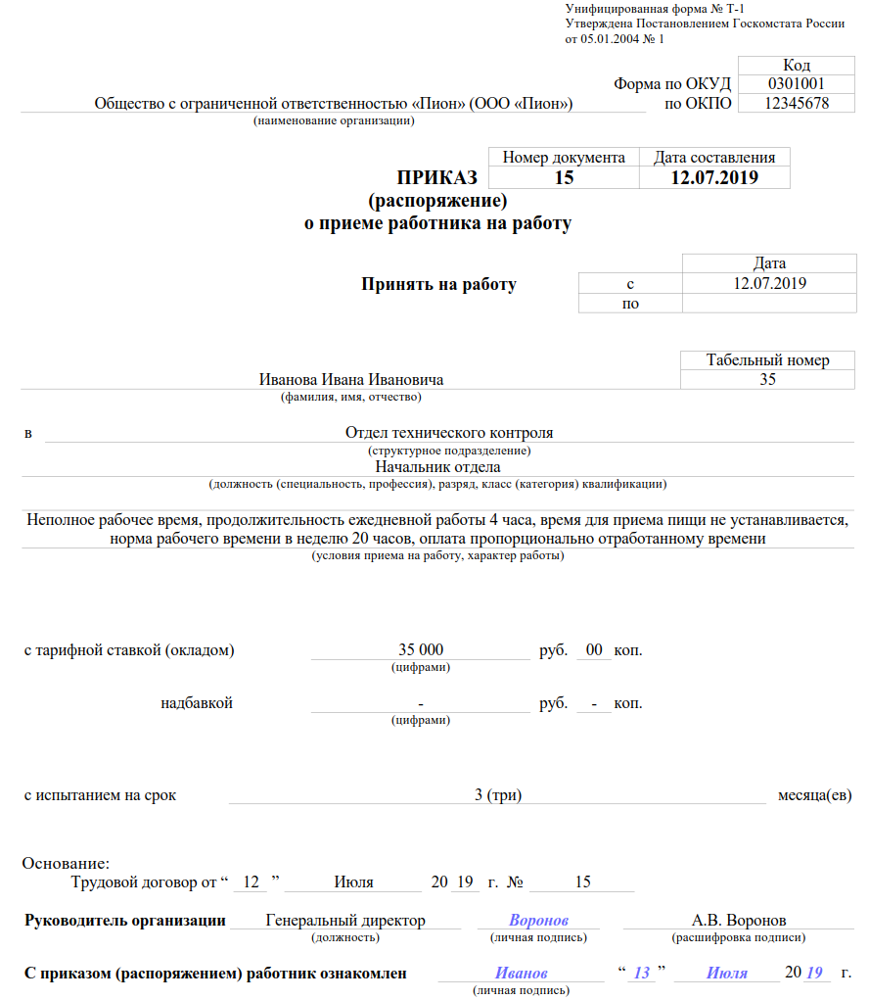 Унифицированная форма № Т-1
Утверждена Постановлением Госкомстата России
от 05.01.2004 № 1
Код
Форма по ОКУД 0301001
Общество с ограниченной ответственностью «Пион» (ООО «Пион») по ОКПО 12345678
(наименование организации)
Номер документа Дата составления
ПРИКАЗ 15 12.07.2019
(распоряжение)
о приеме работника на работу
Дата
Принять на работу с 12.07.2019
по
Табельный номер
Иванова Ивана Ивановича 35
(фамилия, имя, отчество)
в Отдел технического контроля
(структурное подразделение)
Начальник отдела
(должность (специальность, профессия), разряд, класс (категория) квалификации)
Неполное рабочее время, продолжительность ежедневной работы 4 часа, время для приема пищи не устанавливается,
норма рабочего времени в неделю 20 часов, оплата пропорционально отработанному времени
(условия приема на работу, характер работы)
с тарифной ставкой (окладом) 35 000 руб. 00 коп.
(цифрами)
надбавкой - руб. - коп.
(цифрами)
с испытанием на срок 3 (три) месяца(ев)
Основание:
Трудовой договор от “ 12 ” Июля 20 19 г. № 15
Руководитель организации Генеральный директор Воронов А.В. Воронов
(должность) (личная подпись) (расшифровка подписи)
С приказом (распоряжением) работник ознакомлен Иванов “ 13 ” Июля 20 19 г.
(личная подпись)